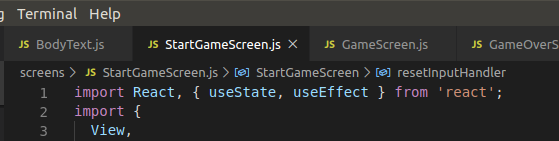 Terminal Help
JS BodyText.js JS StartGameScreen.js × JS GameScreen.js JS GameOverS
screens > JS StartGameScreen.js > StartGameScreen > resetInputHandler
1 import React, { useState, useEffect } from 'react';
2 import {
3 View,